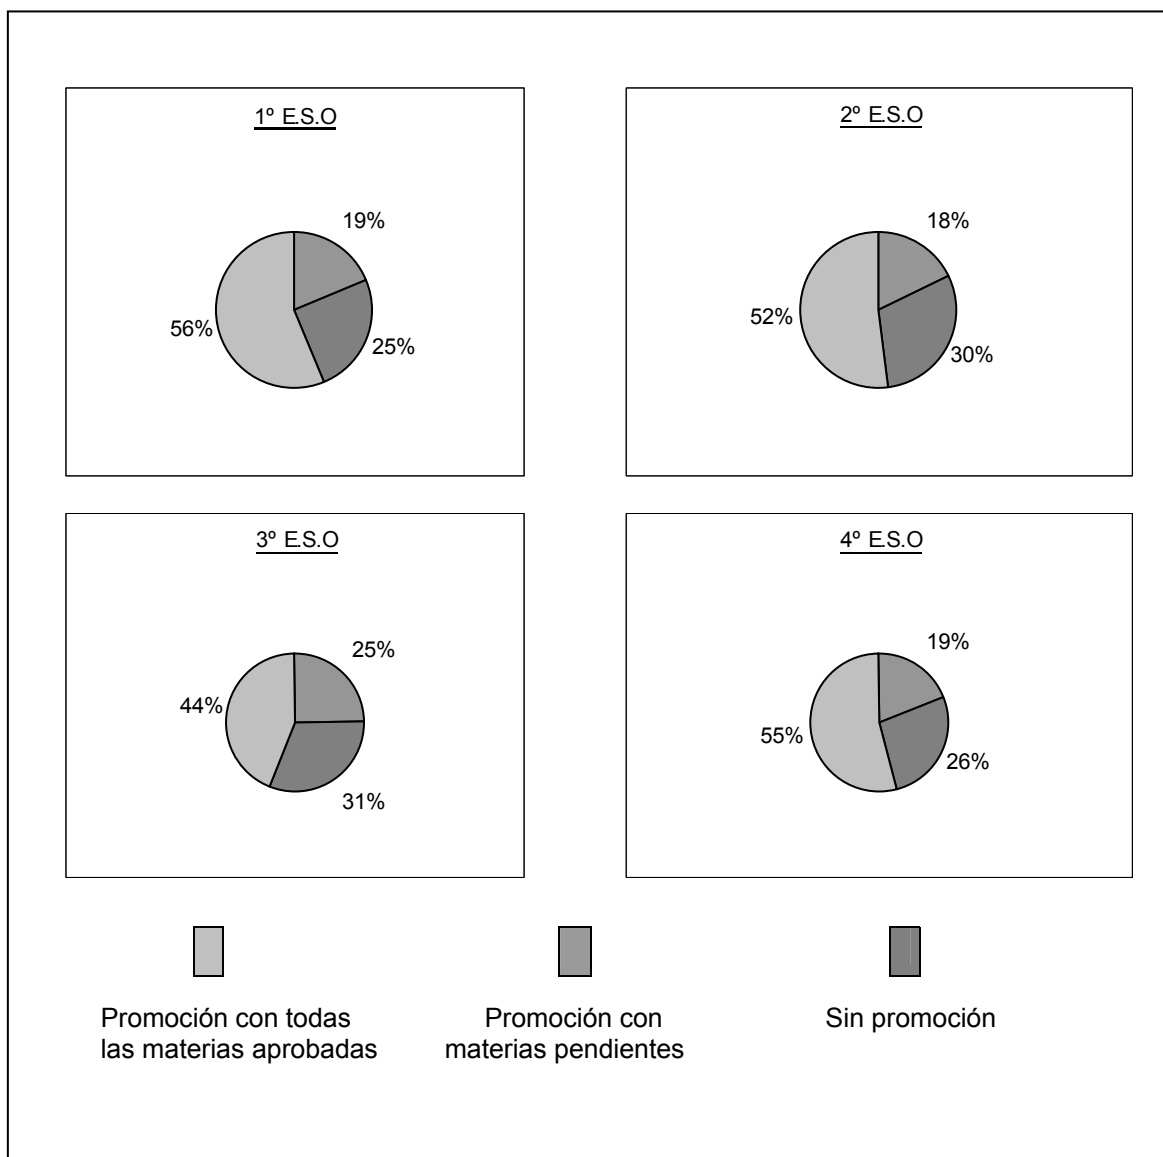 1º E.S.O
19%
56%
25%
2º E.S.O
18%
52%
30%
3º E.S.O
25%
44%
31%
4º E.S.O
19%
55%
26%
Promoción con todas
las materias aprobadas
Promoción con
materias pendientes
Sin promoción